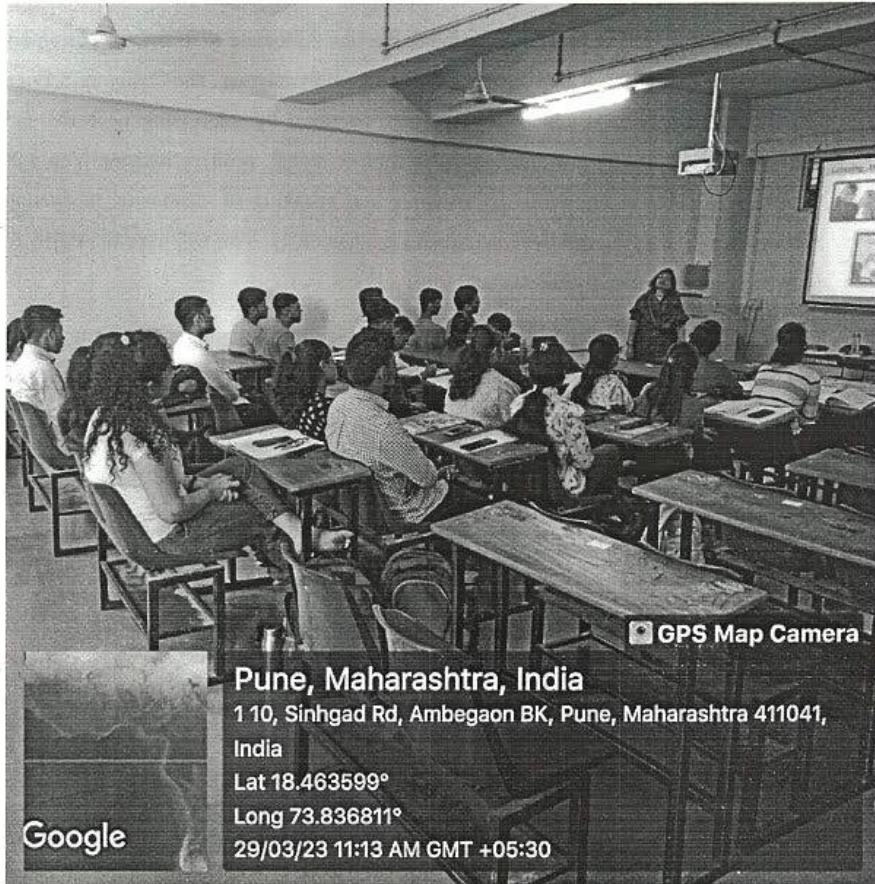 GPS Map Camera
Pune, Maharashtra, India
1 10, Sinhgad Rd, Ambegaon BK, Pune, Maharashtra 411041,
India
Lat 18.463599°
Long 73.836811°
29/03/23 11:13 AM GMT +05:30
Google